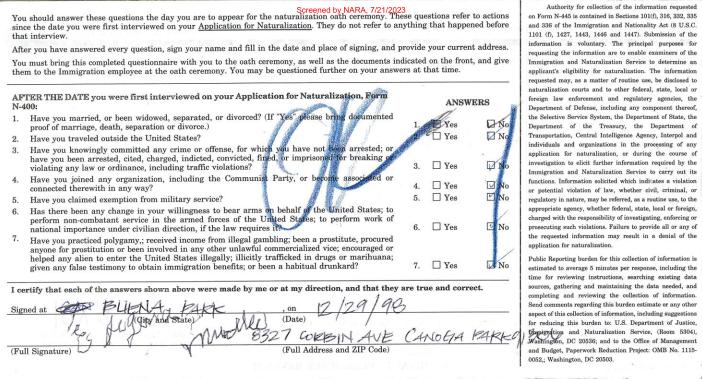 Screened by NARA, 7/21/2023
You should answer these questions the day you are to appear for the naturalization oath ceremony. These questions refer to actions
since the date you were first interviewed on your Application for Naturalization. They do not refer to anything that happened before
that interview.
After you have answered every question, sign your name and fill in the date and place of signing, and provide your current address.
You must bring this completed questionnaire with you to the oath ceremony, as well as the documents indicated on the front, and give
them to the Immigration employee at the oath ceremony. You may be questioned further on your answers at that time.
AFTER THE DATE you were first interviewed on your Application for Naturalization, Form
N-400:
ANSWERS
1. Have you married, or been widowed, separated, or divorced? (If "Yes" please bring documented
proof of marriage, death, separation or divorce.)
1. Yes No
2. Have you traveled outside the United States?
2. Yes No
3. Have you knowingly committed any crime or offense, for which you have not been arrested; or
have you been arrested, cited, charged, indicted, convicted, fined, or imprisoned for breaking or
violating any law or ordinance, including traffic violations?
3. Yes No
4. Have you joined any organization, including the Communist Party, or become associated or
connected therewith in any way?
4. Yes No
5. Have you claimed exemption from military service?
5. Yes No
6. Has there been any change in your willingness to bear arms on behalf of the United States; to
perform non-combatant service in the armed forces of the United States; to perform work of
national importance under civilian direction, if the law requires it?
6. Yes No
7. Have you practiced polygamy,; received income from illegal gambling; been a prostitute, procured
anyone for prostitution or been involved in any other unlawful commercialized vice; encouraged or
helped any alien to enter the United States illegally; illicitly trafficked in drugs or marihuana;
given any false testimony to obtain immigration benefits; or been a habitual drunkard?
7. Yes No
I certify that each of the answers shown above were made by me or at my direction, and that they are true and correct.
Signed at BUENA PARK , on 12/29/98
(City and State) (Date)
8327 CORBIN AVE CANOGA PARK
(Full Signature) (Full Address and ZIP Code)
Authority for collection of the information requested
on Form N-445 is contained in Sections 101(f), 316, 332, 335
and 336 of the Immigration and Nationality Act (8 U.S.C.
1101 (f), 1427, 1443, 1446 and 1447). Submission of the
information is voluntary. The principal purposes for
requesting the information are to enable examiners of the
Immigration and Naturalization Service to determine an
applicant's eligibility for naturalization. The information
requested may, as a matter of routine use, be disclosed to
naturalization courts and to other federal, state, local or
foreign law enforcement and regulatory agencies, the
Department of Defense, including any component thereof,
the Selective Service System, the Department of State, the
Department of the Treasury, the Department of
Transportation, Central Intelligence Agency, Interpol and
individuals and organizations in the processing of any
application for naturalization, or during the course of
investigation to elicit further information required by the
Immigration and Naturalization Service to carry out its
functions. Information solicited which indicates a violation
or potential violation of law, whether civil, criminal, or
regulatory in nature, may be referred, as a routine use, to the
appropriate agency, whether federal, state, local or foreign,
charged with the responsibility of investigating, enforcing or
prosecuting such violations. Failure to provide all or any of
the requested information may result in a denial of the
application for naturalization.
Public Reporting burden for this collection of information is
estimated to average 5 minutes per response, including the
time for reviewing instructions, searching existing data
sources, gathering and maintaining the data needed, and
completing and reviewing the collection of information.
Send comments regarding this burden estimate or any other
aspect of this collection of information, including suggestions
for reducing this burden to: U.S. Department of Justice,
Immigration and Naturalization Service, (Room 5304),
Washington, DC 20536; and to the Office of Management
and Budget, Paperwork Reduction Project: OMB No. 1115-
0052,; Washington, DC 20503.